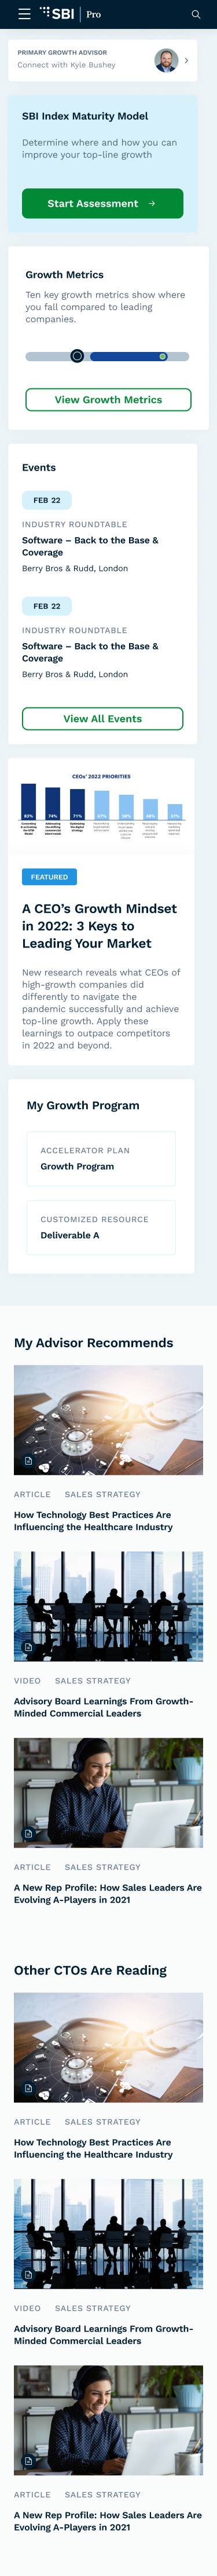 SBI Pro
PRIMARY GROWTH ADVISOR
Connect with Kyle Bushey
SBI Index Maturity Model
Determine where and how you can
improve your top-line growth
Start Assessment →
Growth Metrics
Ten key growth metrics show where
you fall compared to leading
companies.
View Growth Metrics
Events
FEB 22
INDUSTRY ROUNDTABLE
Software – Back to the Base &
Coverage
Berry Bros & Rudd, London
FEB 22
INDUSTRY ROUNDTABLE
Software – Back to the Base &
Coverage
Berry Bros & Rudd, London
View All Events
CEOs' 2022 PRIORITIES
83% 74% 71%
FEATURED
A CEO’s Growth Mindset
in 2022: 3 Keys to
Leading Your Market
New research reveals what CEOs of
high-growth companies did
differently to navigate the
pandemic successfully and achieve
top-line growth. Apply these
learnings to outpace competitors
in 2022 and beyond.
My Growth Program
ACCELERATOR PLAN
Growth Program
CUSTOMIZED RESOURCE
Deliverable A
My Advisor Recommends
ARTICLE SALES STRATEGY
How Technology Best Practices Are
Influencing the Healthcare Industry
VIDEO SALES STRATEGY
Advisory Board Learnings From Growth-
Minded Commercial Leaders
ARTICLE SALES STRATEGY
A New Rep Profile: How Sales Leaders Are
Evolving A-Players in 2021
Other CTOs Are Reading
ARTICLE SALES STRATEGY
How Technology Best Practices Are
Influencing the Healthcare Industry
VIDEO SALES STRATEGY
Advisory Board Learnings From Growth-
Minded Commercial Leaders
ARTICLE SALES STRATEGY
A New Rep Profile: How Sales Leaders Are
Evolving A-Players in 2021